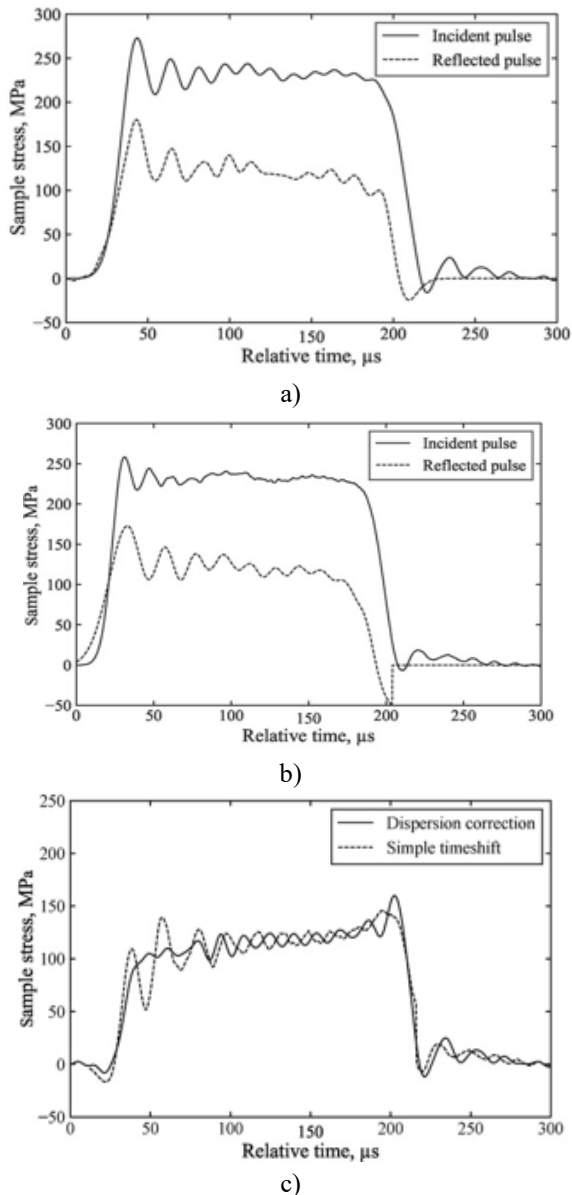 300
250
200
150
100
50
0
−50
0 50 100 150 200 250 300
Sample stress, MPa
Relative time, µs
Incident pulse
Reflected pulse
a)
300
250
200
150
100
50
0
−50
0 50 100 150 200 250 300
Sample stress, MPa
Relative time, µs
Incident pulse
Reflected pulse
b)
250
200
150
100
50
0
−50
0 50 100 150 200 250 300
Sample stress, MPa
Relative time, µs
Dispersion correction
Simple timeshift
c)